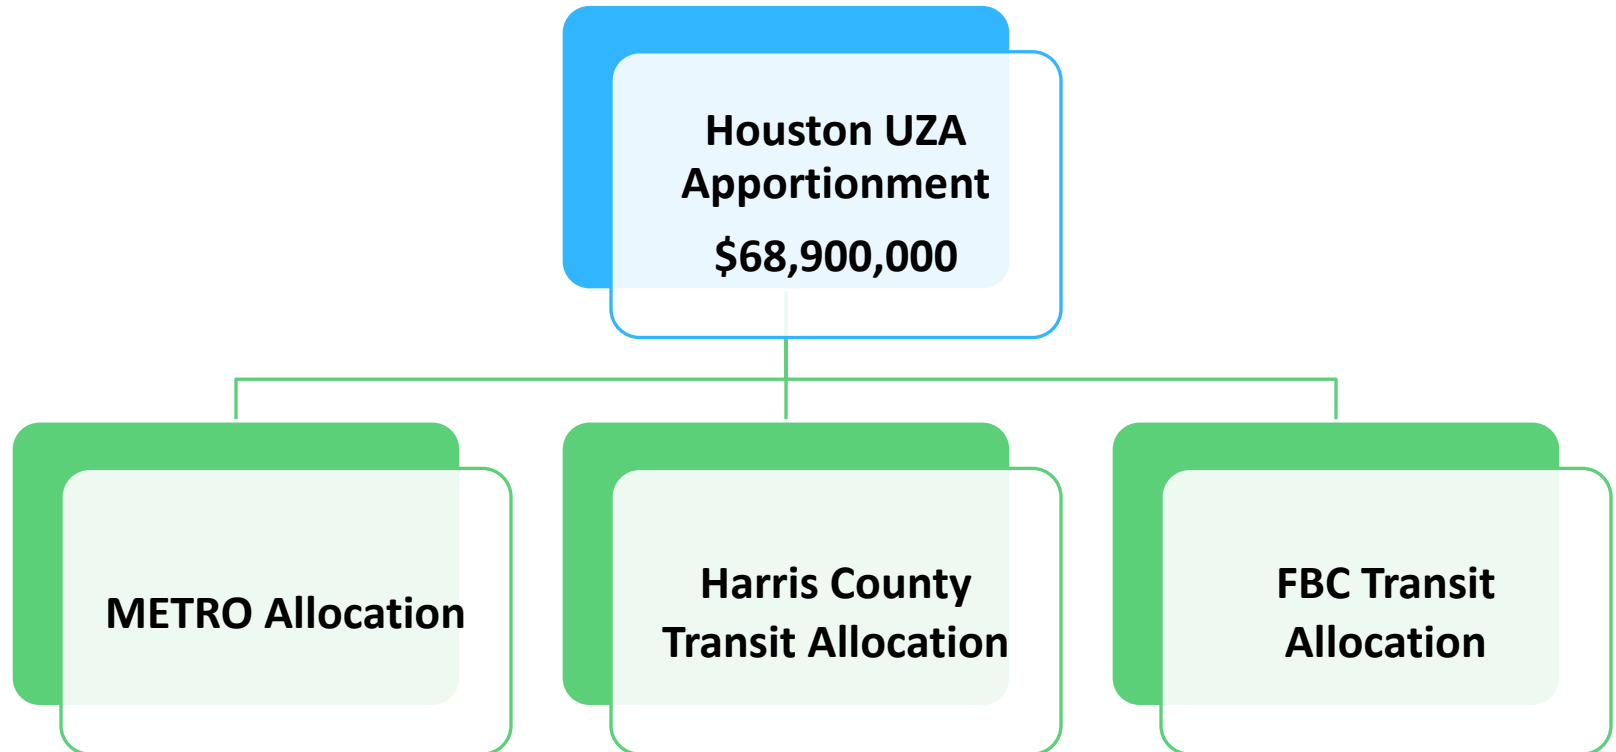 Houston UZA
Apportionment
$68,900,000
METRO Allocation
Harris County
Transit Allocation
FBC Transit
Allocation